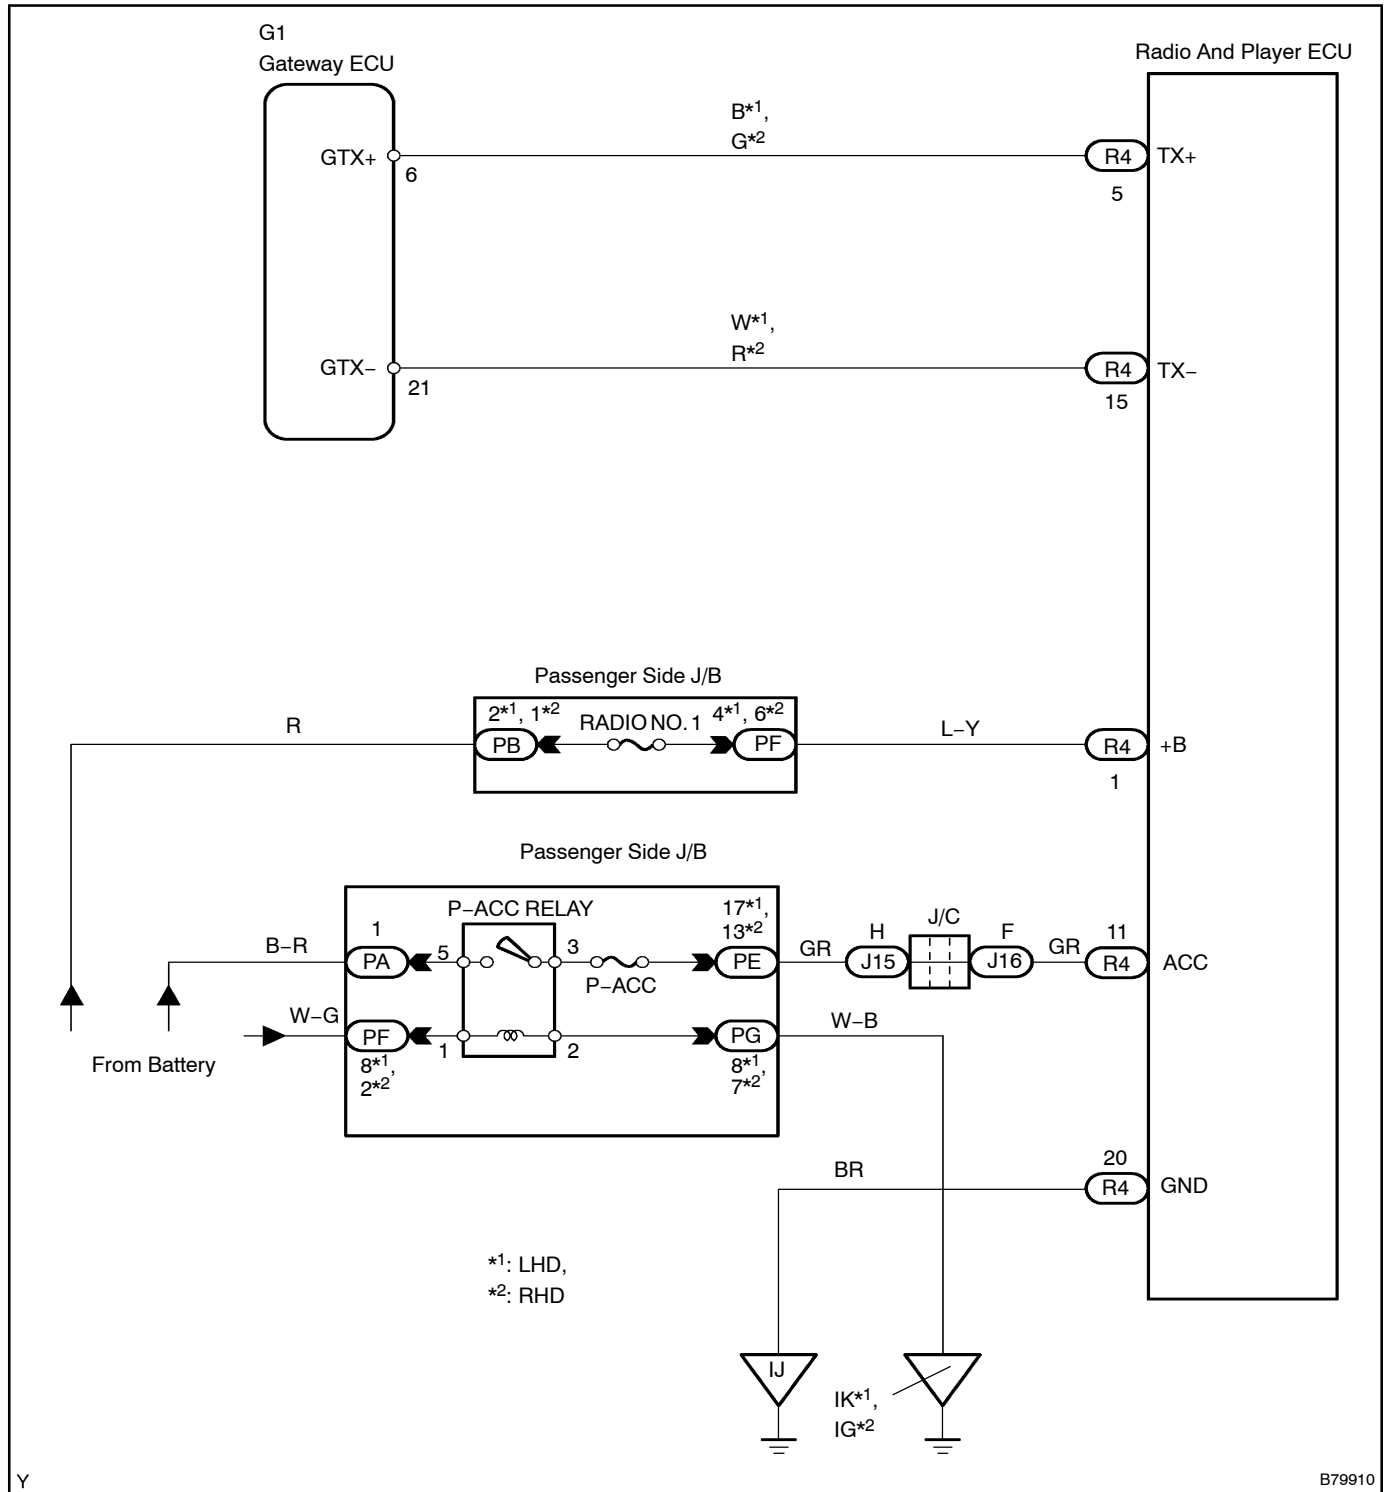 G1
Gateway ECU
Radio And Player ECU
B*1,
G*2
GTX+
6
R4
TX+
5
W*1,
R*2
GTX−
21
R4
TX−
15
Passenger Side J/B
2*1, 1*2
RADIO NO. 1
4*1, 6*2
R
PB
PF
L−Y
R4
+B
1
Passenger Side J/B
P−ACC RELAY
17*1,
13*2
J/C
1
B−R
PA
5
3
P−ACC
PE
GR
H
J15
F
J16
GR
11
R4
ACC
W−G
PF
1
2
PG
W−B
8*1,
2*2
8*1,
7*2
From Battery
BR
20
R4
GND
*1: LHD,
*2: RHD
IJ
IK*1,
IG*2
Y
B79910